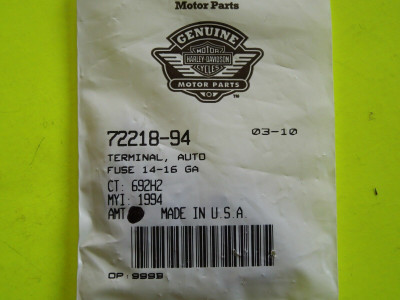 Motor Parts
GENUINE
MOTOR
HARLEY-DAVIDSON
CYCLES
MOTOR PARTS
TM
72218-94 03-10
TERMINAL, AUTO
FUSE 14-16 GA
CT: 692H2
MYI: 1994
AMT MADE IN U.S.A.
OP: 9999